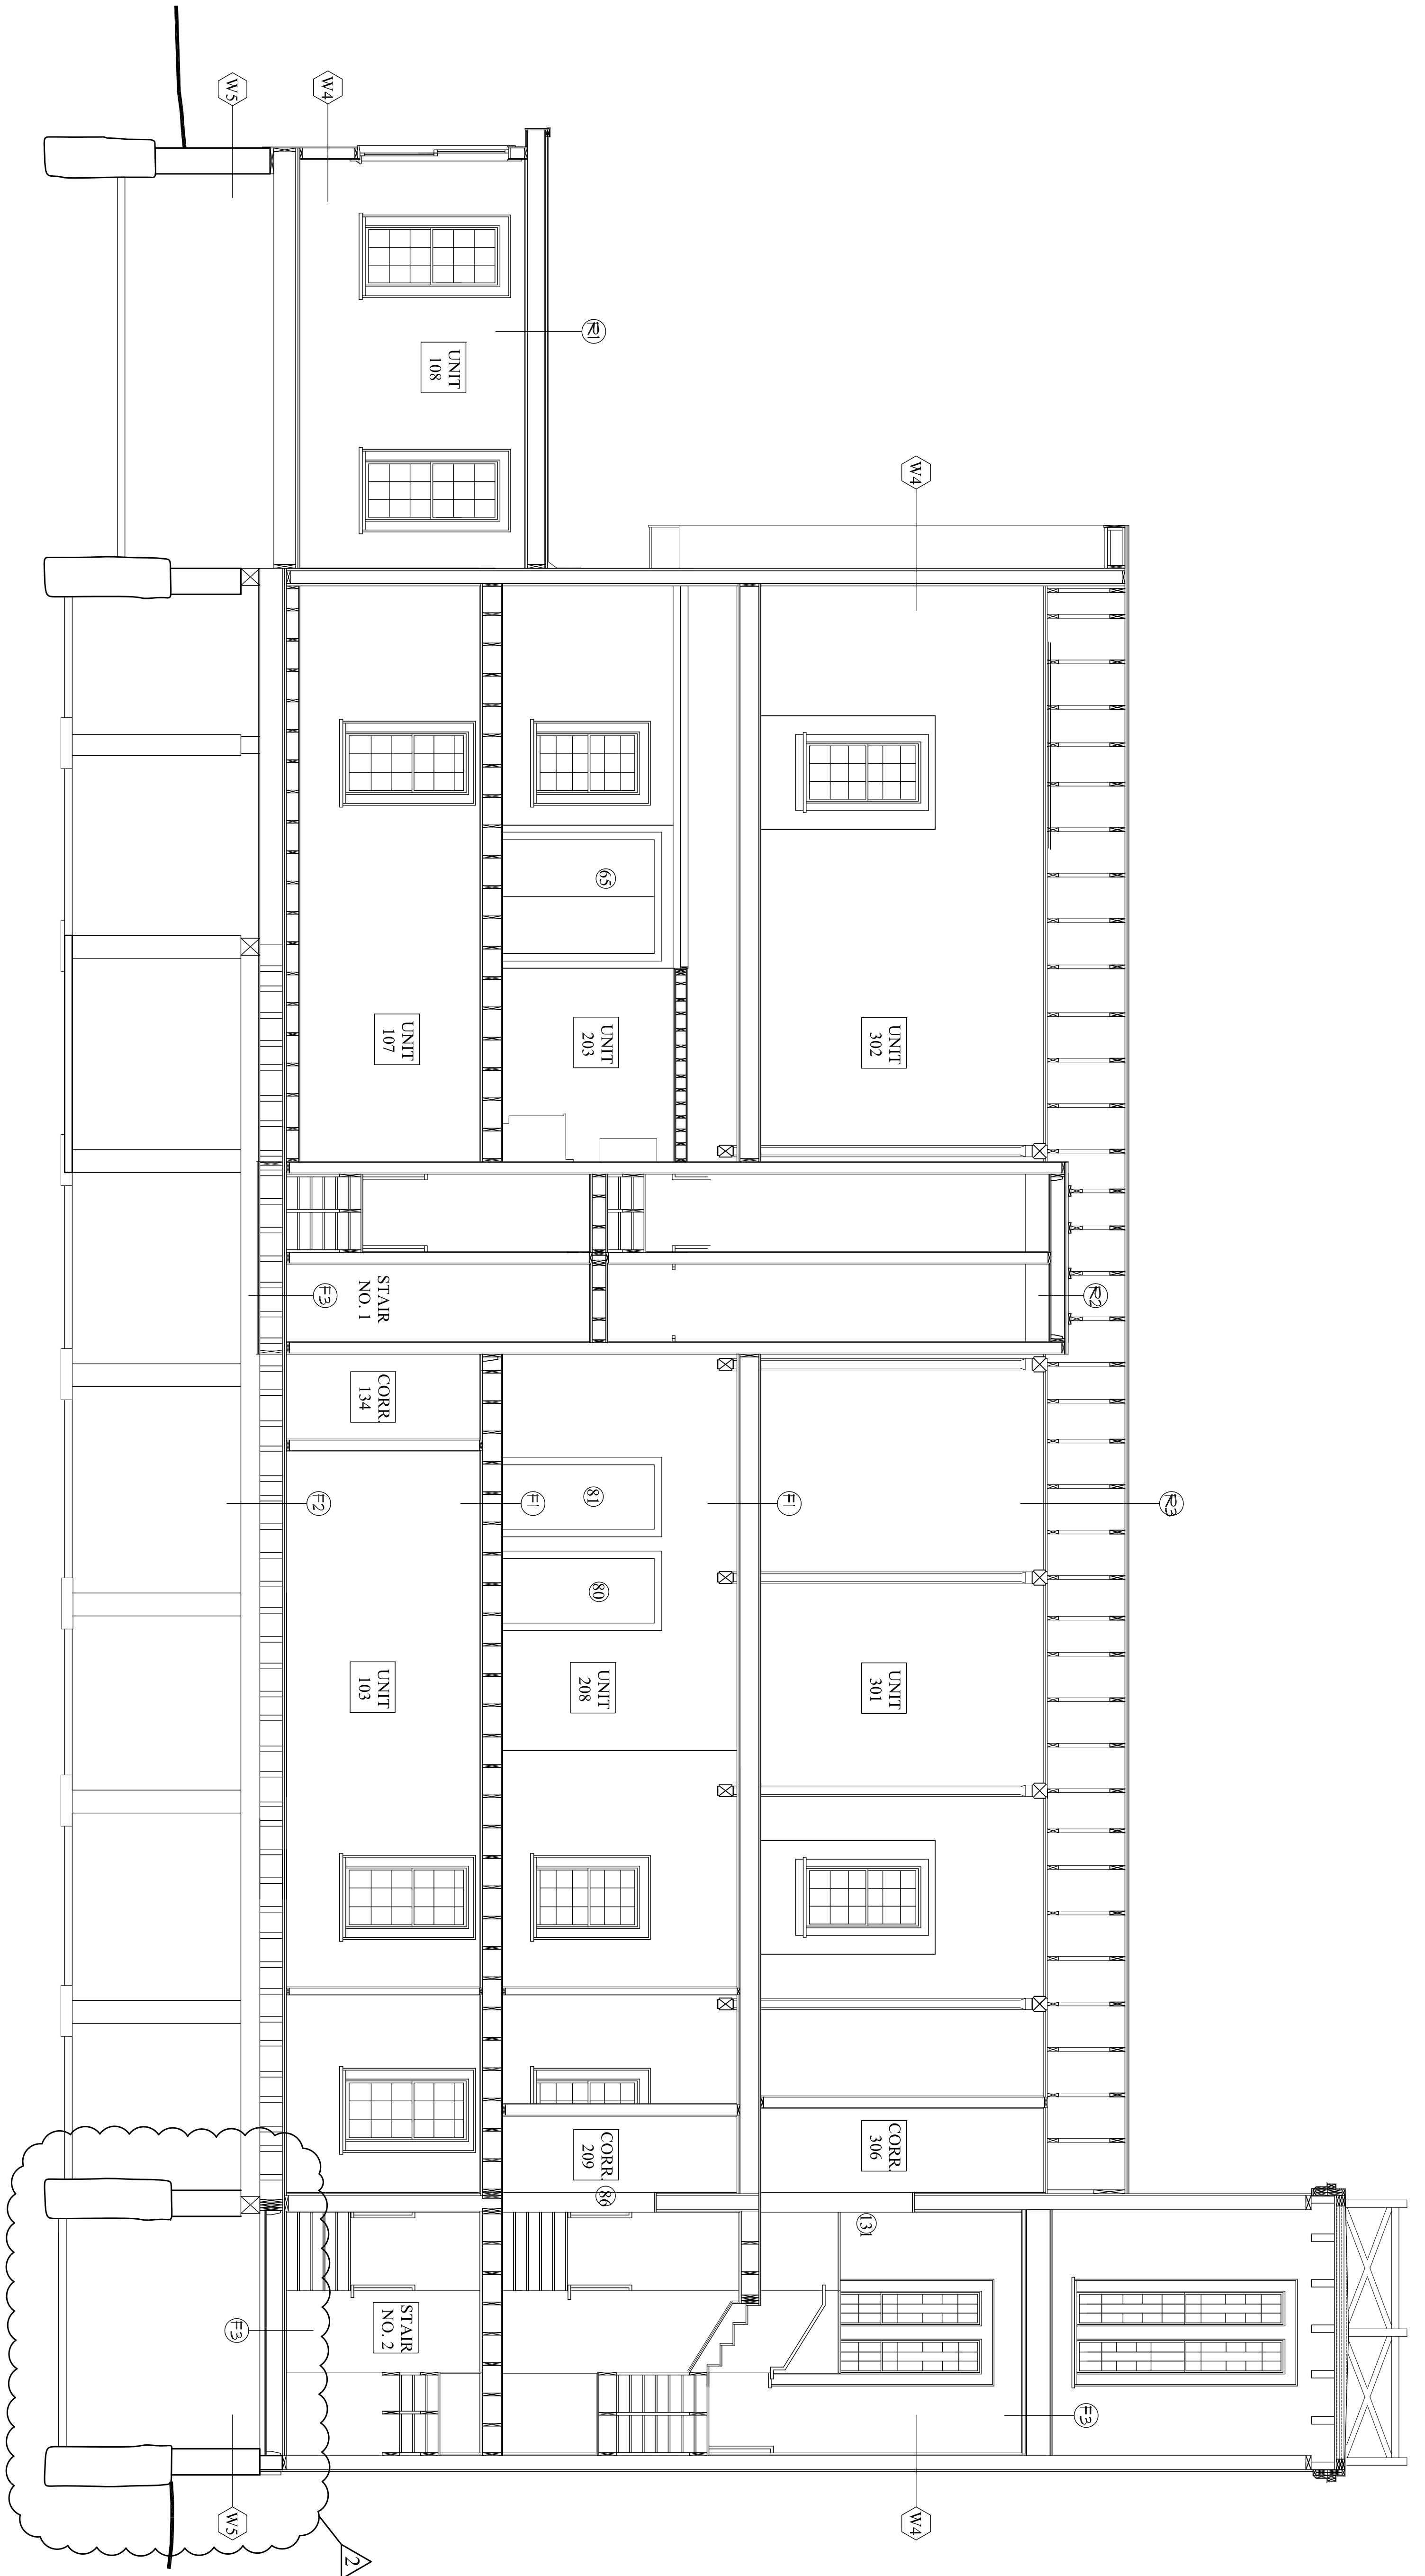 R3
R2
W4
UNIT
302
UNIT
301
CORR.
306
131
F3
W4
R1
F1
65
UNIT
203
81
80
UNIT
208
CORR.
209
86
F1
UNIT
108
UNIT
107
STAIR
NO. 1
CORR.
134
UNIT
103
STAIR
NO. 2
W4
F3
F2
W5
F3
W5
2